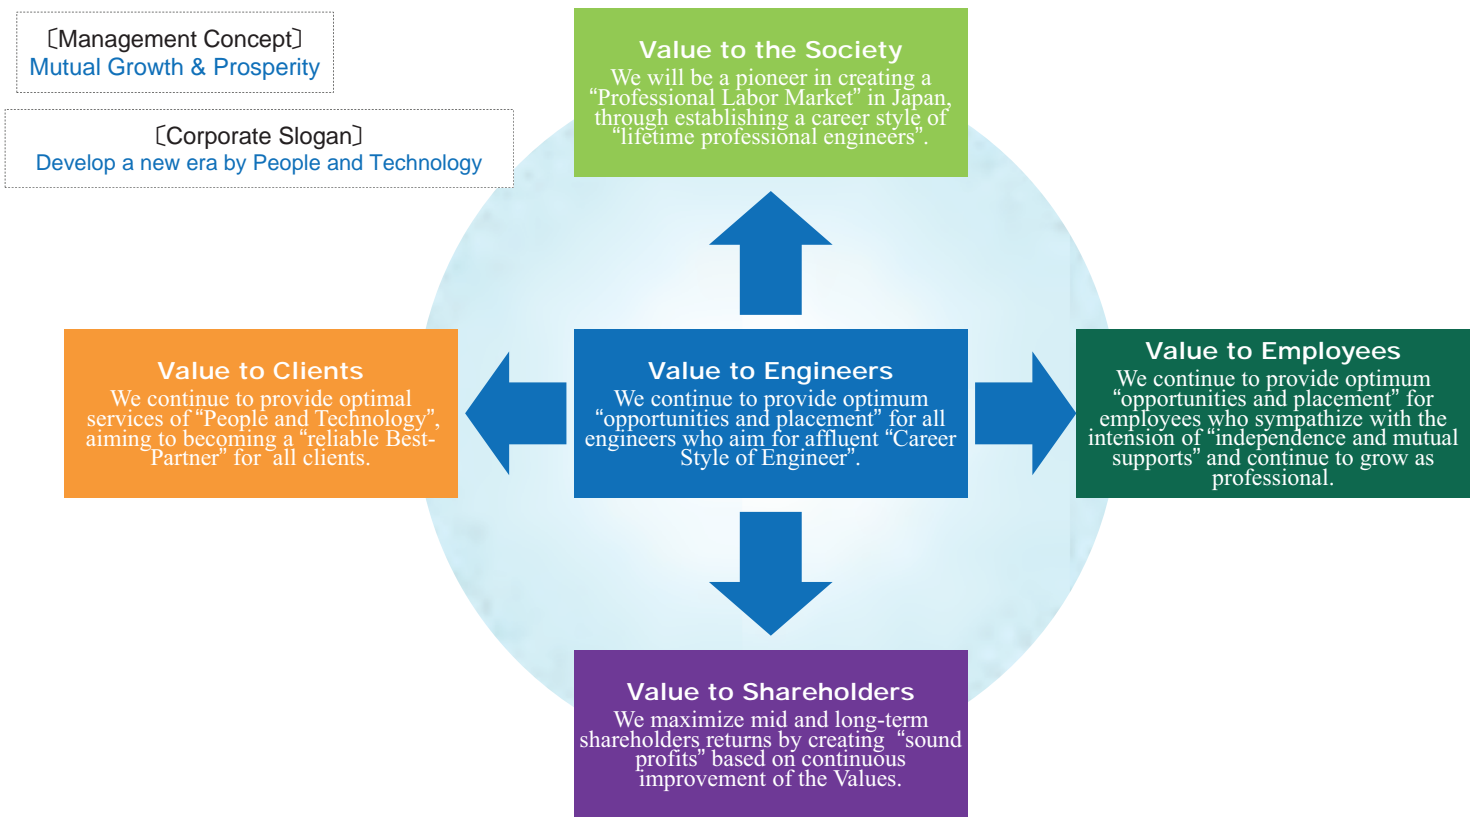 〔Management Concept〕
Mutual Growth & Prosperity
〔Corporate Slogan〕
Develop a new era by People and Technology
Value to the Society
We will be a pioneer in creating a
“Professional Labor Market” in Japan,
through establishing a career style of
“lifetime professional engineers”.
Value to Clients
We continue to provide optimal
services of “People and Technology”,
aiming to becoming a “reliable Best-
Partner” for all clients.
Value to Engineers
We continue to provide optimum
“opportunities and placement” for all
engineers who aim for affluent “Career
Style of Engineer”.
Value to Employees
We continue to provide optimum
“opportunities and placement” for
employees who sympathize with the
intension of “independence and mutual
supports” and continue to grow as
professional.
Value to Shareholders
We maximize mid and long-term
shareholders returns by creating “sound
profits” based on continuous
improvement of the Values.